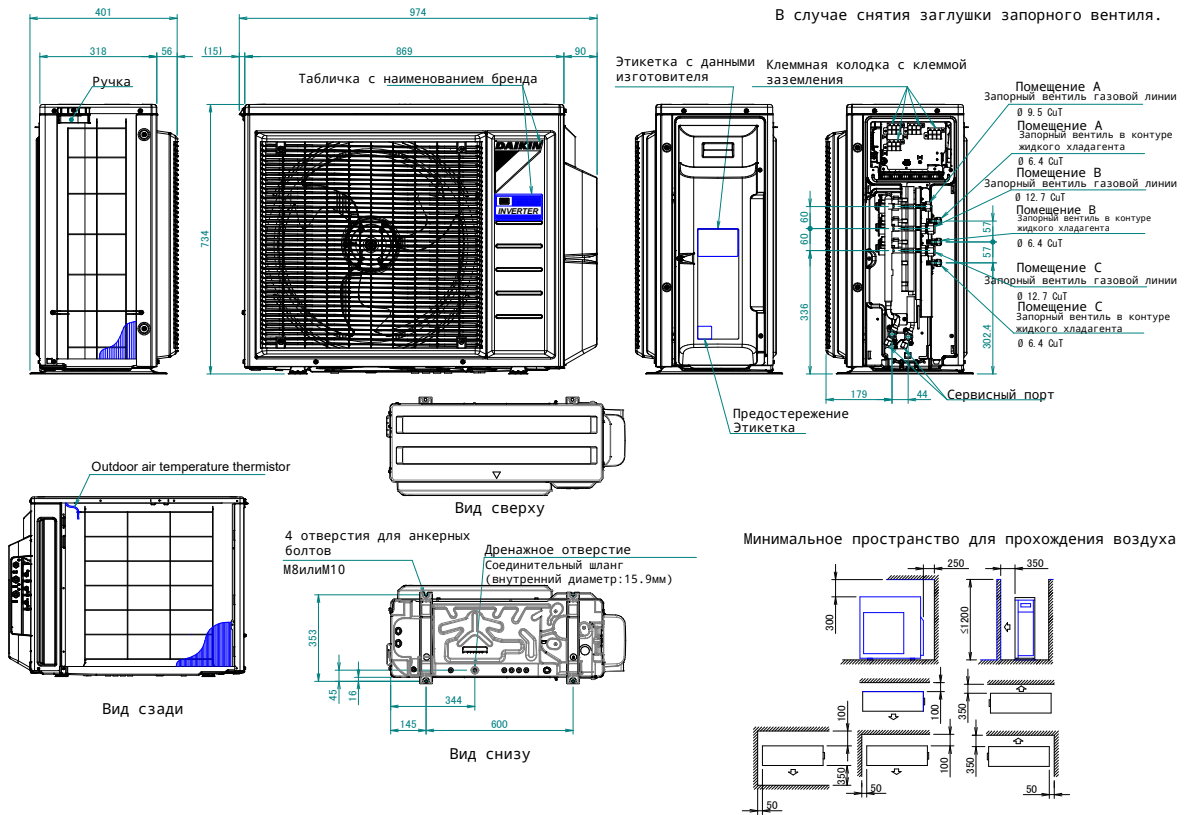 В случае снятия заглушки запорного вентиля.
401
318
56
Ручка
974
(15)
869
90
Табличка с наименованием бренда
734
DAIKIN
INVERTER
Этикетка с данными
изготовителя
Клеммная колодка с клеммой
заземления
Помещение A
Запорный вентиль газовой линии
Ø 9.5 CuT
Помещение A
Запорный вентиль в контуре
жидкого хладагента
Ø 6.4 CuT
Помещение B
Запорный вентиль газовой линии
Ø 12.7 CuT
Помещение B
Запорный вентиль в контуре
жидкого хладагента
Ø 6.4 CuT
Помещение C
Запорный вентиль газовой линии
Ø 12.7 CuT
Помещение C
Запорный вентиль в контуре
жидкого хладагента
Ø 6.4 CuT
60
60
336
57
57
302.4
179
44
Сервисный порт
Предостережение
Этикетка
Вид сверху
Outdoor air temperature thermistor
Вид сзади
4 отверстия для анкерных
болтов
M8илиM10
Дренажное отверстие
Соединительный шланг
(внутренний диаметр:15.9мм)
353
45
16
344
145
600
Вид снизу
Минимальное пространство для прохождения воздуха
250
300
350
≤1200
100
350
100
350
50
100
50
350
50